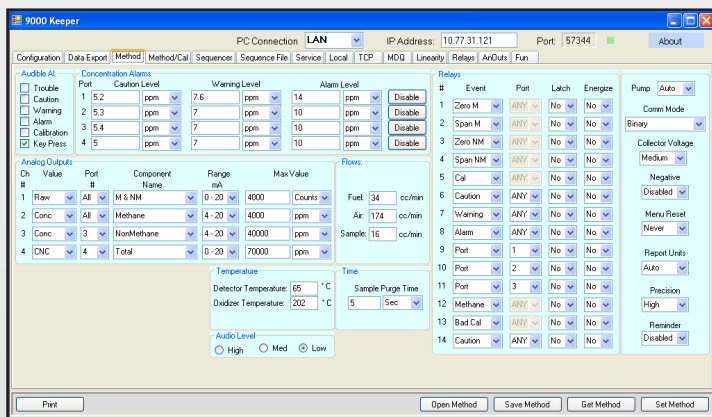 9000 Keeper
PC Connection LAN IP Address: 10.77.31.121 Port: 57344 About
Configuration Data Export Method Method/Cal Sequencer Sequence File Service Local TCP MDQ Linearity Relays AnOuts Fun
Audible Al.
Trouble
Caution
Warning
Alarm
Calibration
Key Press
Concentration Alarms
Port Caution Level Warning Level Alarm Level
1 5.2 ppm 7.6 ppm 14 ppm Disable
2 5.3 ppm 7 ppm 10 ppm Disable
3 5.4 ppm 7 ppm 10 ppm Disable
4 5 ppm 7 ppm 10 ppm Disable
Analog Outputs
Ch Value Port Component Range Max Value
# # Name mA
1 Raw All M & NM 0 - 20 4000 Counts
2 Conc All Methane 4 - 20 4000 ppm
3 Conc 3 NonMethane 4 - 20 4000 ppm
4 CNC 4 Total 0 - 20 70000 ppm
Flows:
Fuel: 34 cc/min
Air: 174 cc/min
Sample: 16 cc/min
Temperature
Detector Temperature: 65 ° C
Oxidizer Temperature: 202 ° C
Time
Sample Purge Time
5 Sec
Audio Level
High Med Low
Relays
# Event Port Latch Energize
1 Zero M ANY No No
2 Span M ANY No No
3 Zero NM ANY No No
4 Span NM ANY No No
5 Cal ANY No No
6 Caution ANY No No
7 Warning ANY No No
8 Alarm ANY No No
9 Port 1 No No
10 Port 2 No No
11 Port 3 No No
12 Methane ANY No No
13 Bad Cal ANY No No
14 Caution ANY No No
Pump Auto
Comm Mode
Binary
Collector Voltage
Medium
Negative
Disabled
Menu Reset
Never
Report Units
Auto
Precision
High
Reminder
Disabled
Print Open Method Save Method Get Method Set Method